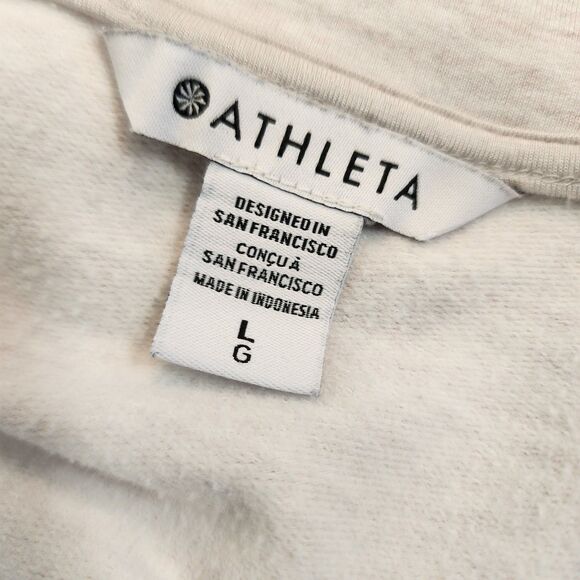 ATHLETA
DESIGNED IN
SAN FRANCISCO
CONÇU À
SAN FRANCISCO
MADE IN INDONESIA
L
G